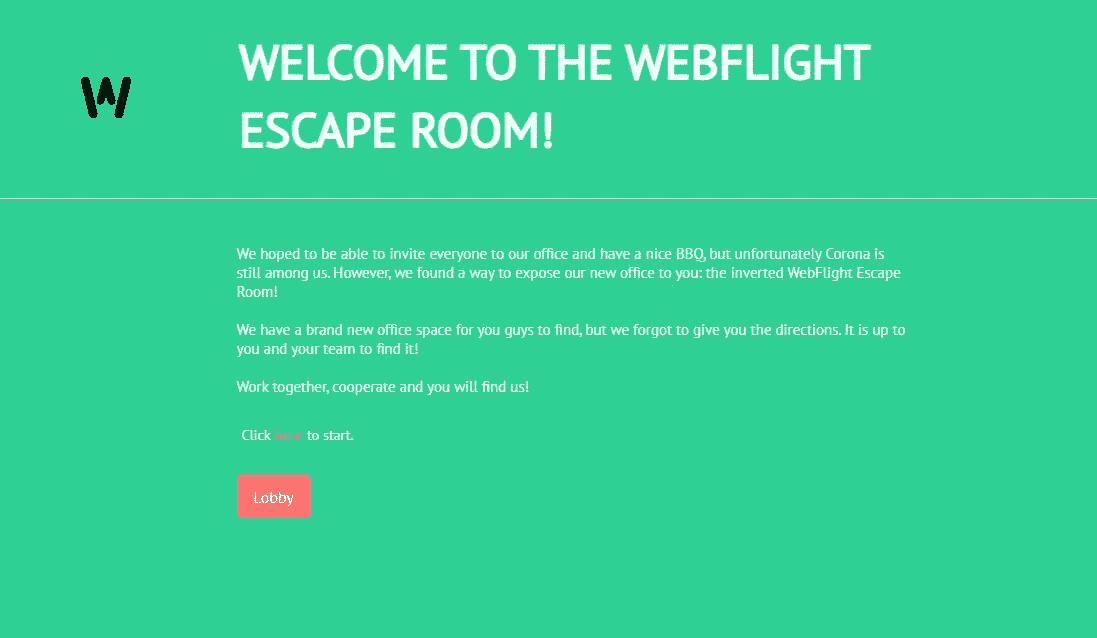 W
WELCOME TO THE WEBFLIGHT
ESCAPE ROOM!
We hoped to be able to invite everyone to our office and have a nice BBQ, but unfortunately Corona is
still among us. However, we found a way to expose our new office to you: the inverted WebFlight Escape
Room!
We have a brand new office space for you guys to find, but we forgot to give you the directions. It is up to
you and your team to find it!
Work together, cooperate and you will find us!
Click here to start.
Lobby